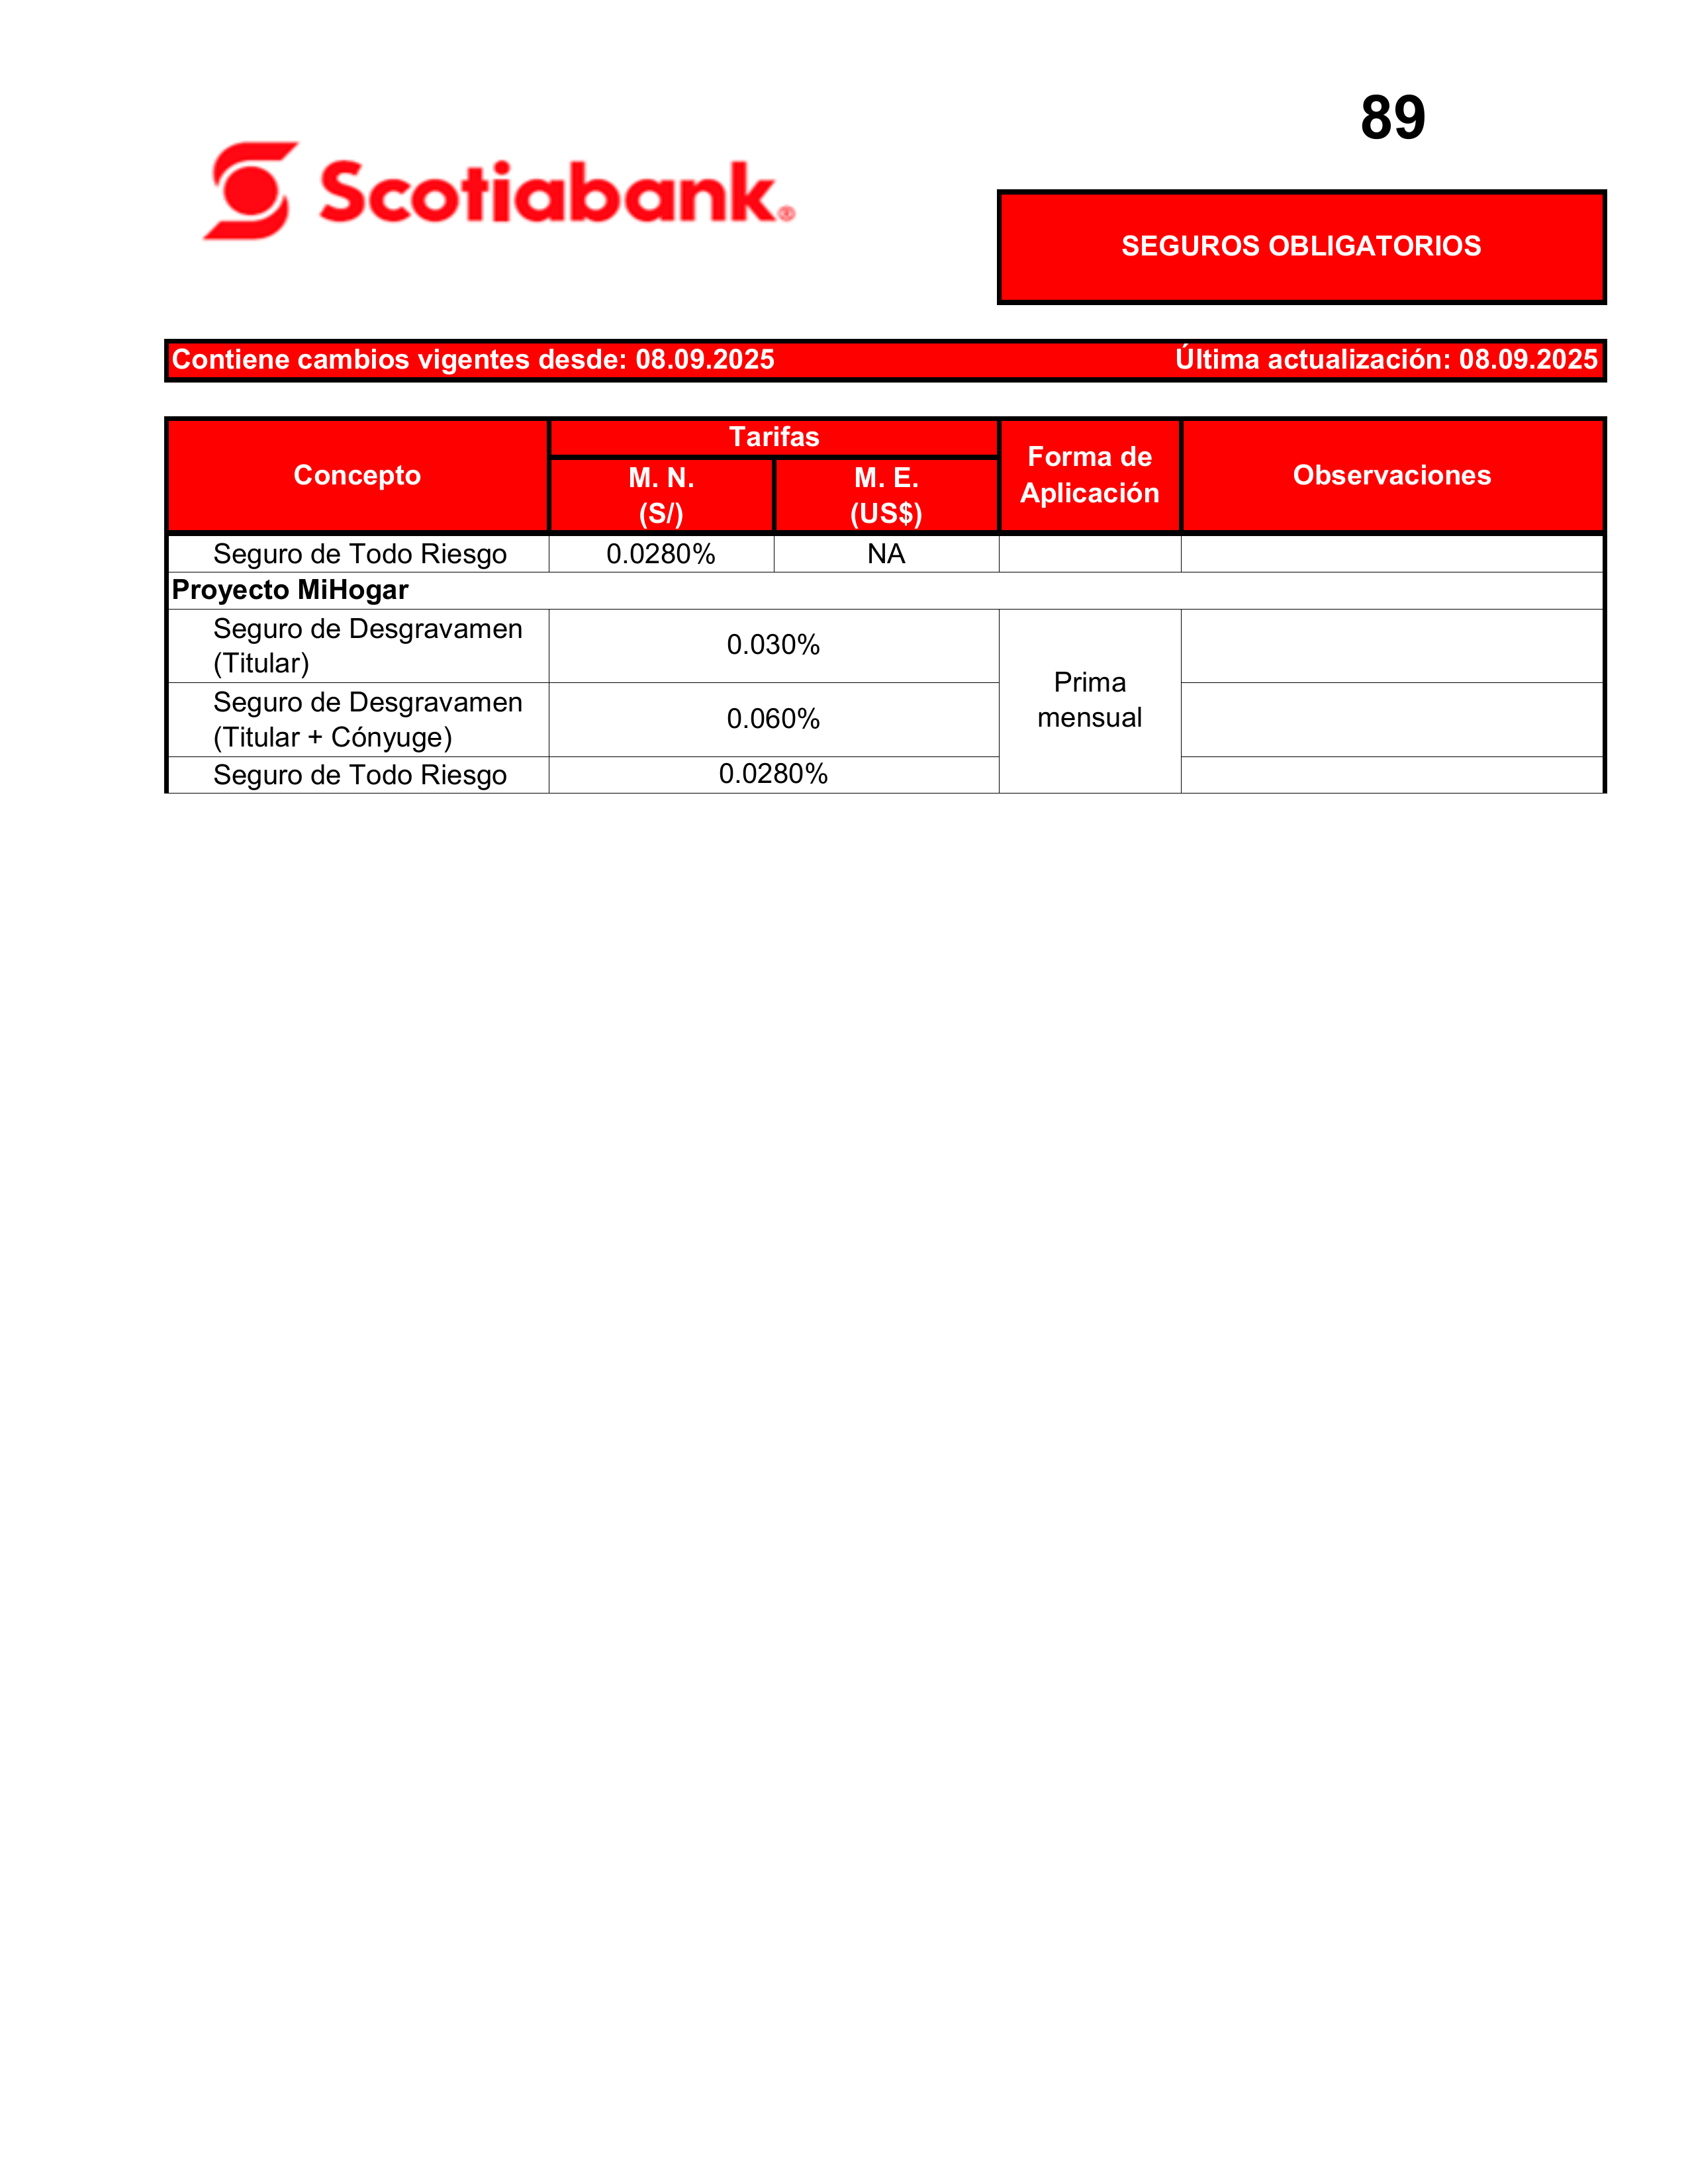 89
Scotiabank®
SEGUROS OBLIGATORIOS
Contiene cambios vigentes desde: 08.09.2025 Última actualización: 08.09.2025
Concepto
Tarifas
M. N.
(S/)
M. E.
(US$)
Forma de
Aplicación
Observaciones
Seguro de Todo Riesgo 0.0280% NA
Proyecto MiHogar
Seguro de Desgravamen
(Titular)
0.030%
Prima
mensual
Seguro de Desgravamen
(Titular + Cónyuge)
0.060%
Seguro de Todo Riesgo 0.0280%